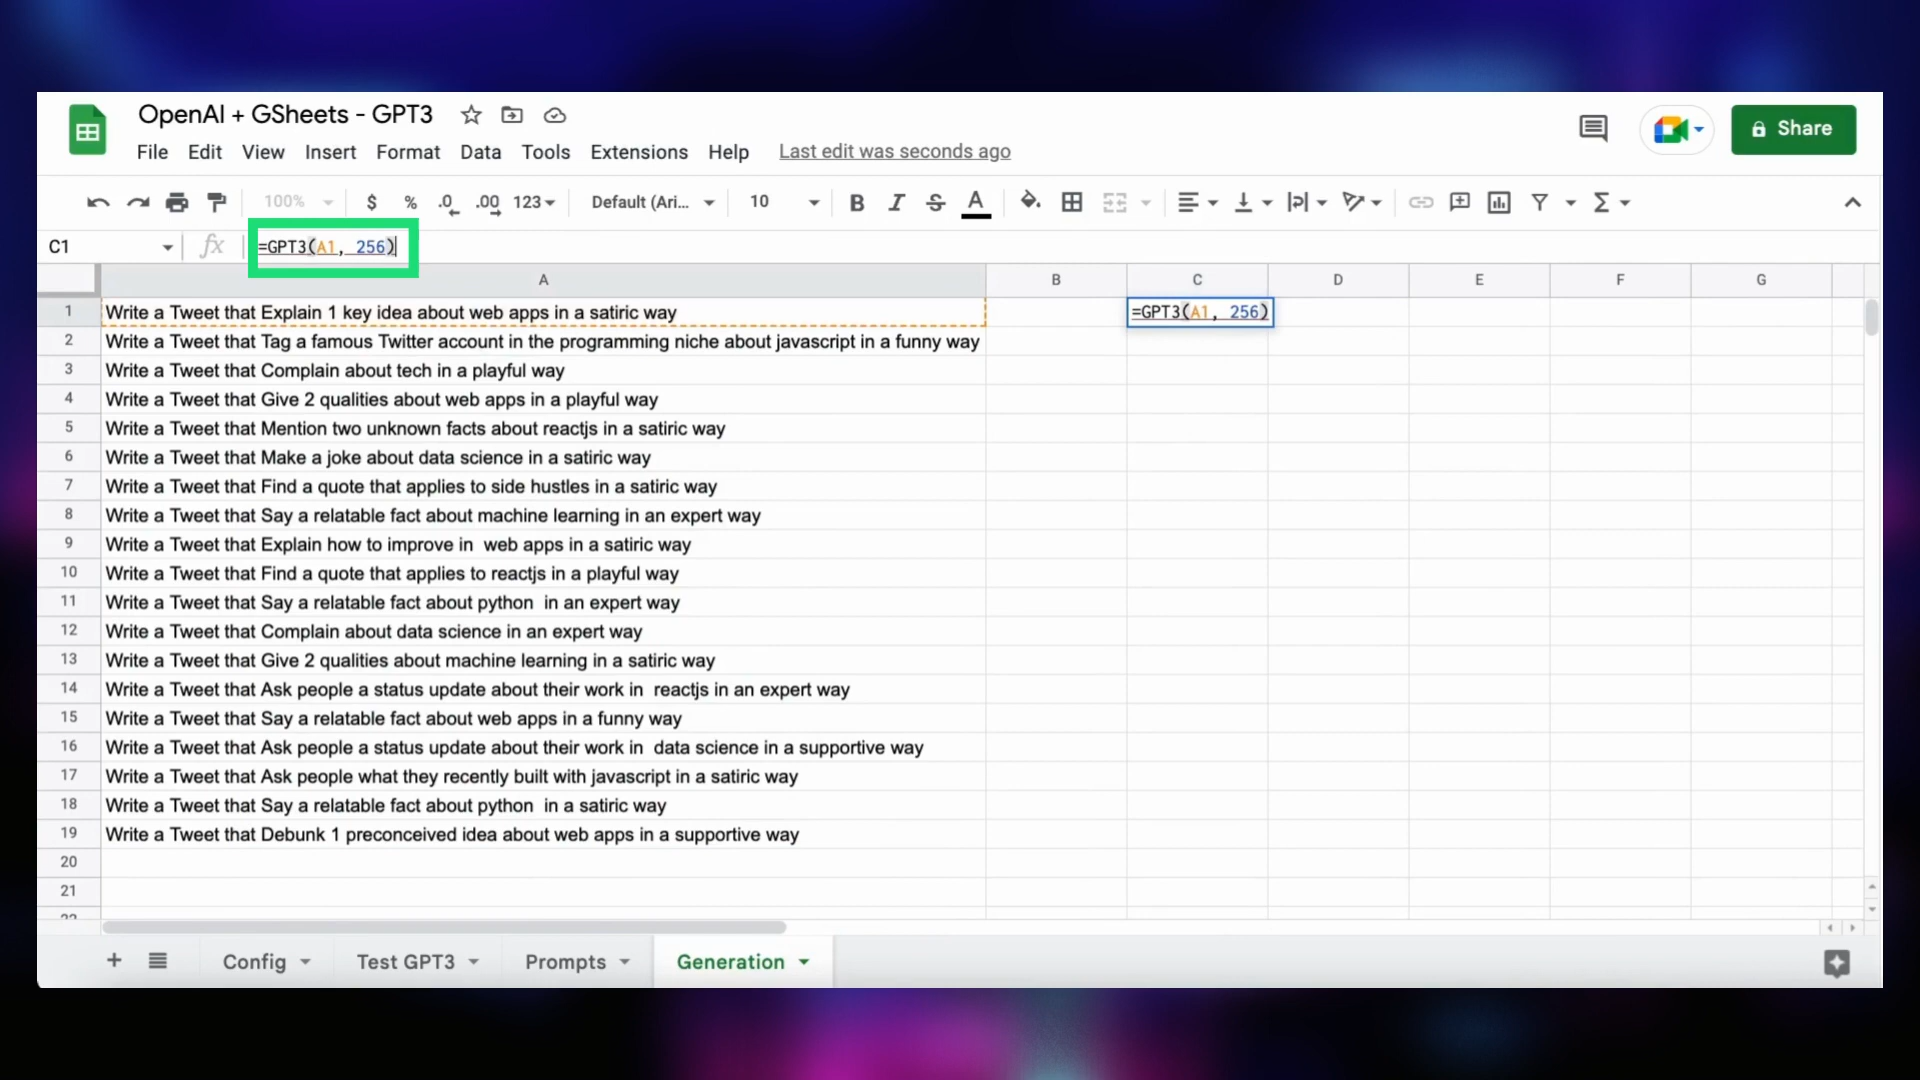 OpenAI + GSheets - GPT3
File Edit View Insert Format Data Tools Extensions Help Last edit was seconds ago
Share
100% $ % .0 .00 123 Default (Ari... 10 B I S A
C1 fx =GPT3(A1, 256)
A B C D E F G
1 Write a Tweet that Explain 1 key idea about web apps in a satiric way =GPT3(A1, 256)
2 Write a Tweet that Tag a famous Twitter account in the programming niche about javascript in a funny way
3 Write a Tweet that Complain about tech in a playful way
4 Write a Tweet that Give 2 qualities about web apps in a playful way
5 Write a Tweet that Mention two unknown facts about reactjs in a satiric way
6 Write a Tweet that Make a joke about data science in a satiric way
7 Write a Tweet that Find a quote that applies to side hustles in a satiric way
8 Write a Tweet that Say a relatable fact about machine learning in an expert way
9 Write a Tweet that Explain how to improve in  web apps in a satiric way
10 Write a Tweet that Find a quote that applies to reactjs in a playful way
11 Write a Tweet that Say a relatable fact about python  in an expert way
12 Write a Tweet that Complain about data science in an expert way
13 Write a Tweet that Give 2 qualities about machine learning in a satiric way
14 Write a Tweet that Ask people a status update about their work in  reactjs in an expert way
15 Write a Tweet that Say a relatable fact about web apps in a funny way
16 Write a Tweet that Ask people a status update about their work in  data science in a supportive way
17 Write a Tweet that Ask people what they recently built with javascript in a satiric way
18 Write a Tweet that Say a relatable fact about python  in a satiric way
19 Write a Tweet that Debunk 1 preconceived idea about web apps in a supportive way
20
21
22
Config Test GPT3 Prompts Generation